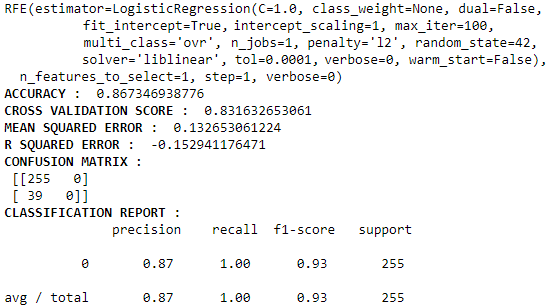 RFE(estimator=LogisticRegression(C=1.0, class_weight=None, dual=False,
fit_intercept=True, intercept_scaling=1, max_iter=100,
multi_class='ovr', n_jobs=1, penalty='l2', random_state=42,
solver='liblinear', tol=0.0001, verbose=0, warm_start=False),
n_features_to_select=1, step=1, verbose=0)
ACCURACY : 0.867346938776
CROSS VALIDATION SCORE : 0.831632653061
MEAN SQUARED ERROR : 0.132653061224
R SQUARED ERROR : -0.152941176471
CONFUSION MATRIX :
[[255 0]
[ 39 0]]
CLASSIFICATION REPORT :
precision recall f1-score support
0 0.87 1.00 0.93 255
avg / total 0.87 1.00 0.93 255